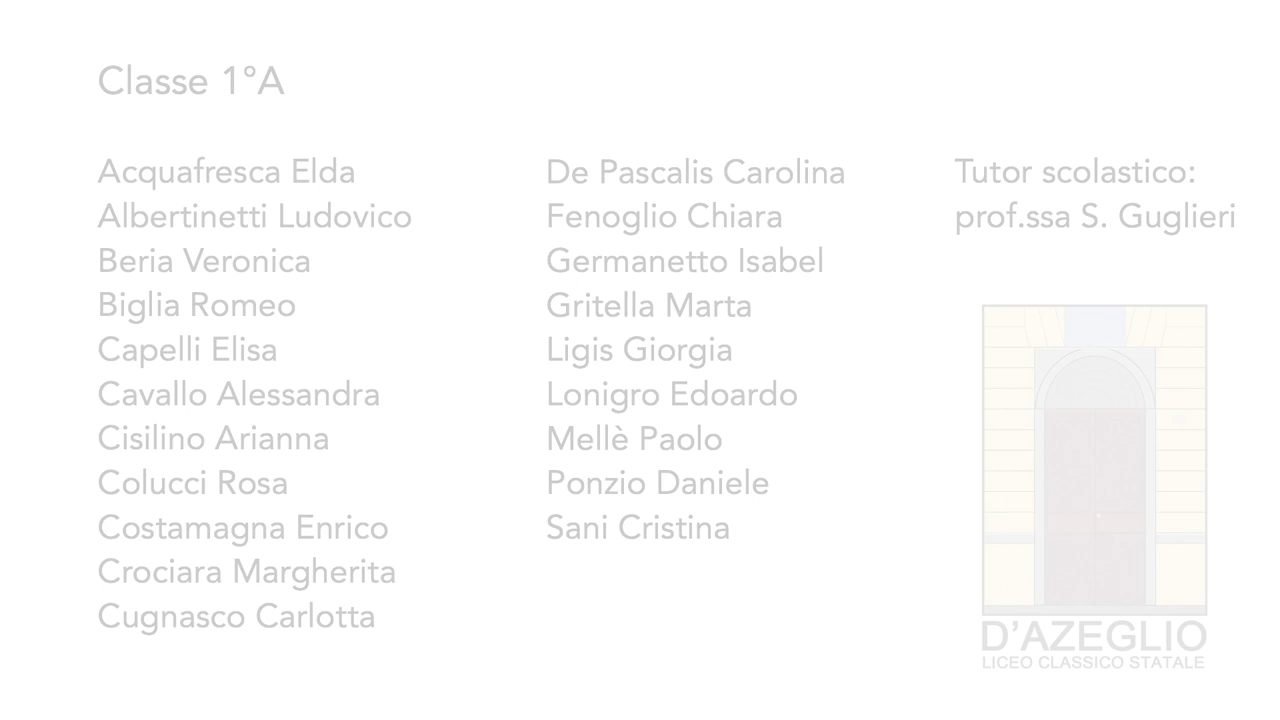 Classe 1°A
Acquafresca Elda
Albertinetti Ludovico
Beria Veronica
Biglia Romeo
Capelli Elisa
Cavallo Alessandra
Cisilino Arianna
Colucci Rosa
Costamagna Enrico
Crociara Margherita
Cugnasco Carlotta
De Pascalis Carolina
Fenoglio Chiara
Germanetto Isabel
Gritella Marta
Ligis Giorgia
Lonigro Edoardo
Mellè Paolo
Ponzio Daniele
Sani Cristina
Tutor scolastico:
prof.ssa S. Guglieri
D'AZEGLIO
LICEO CLASSICO STATALE